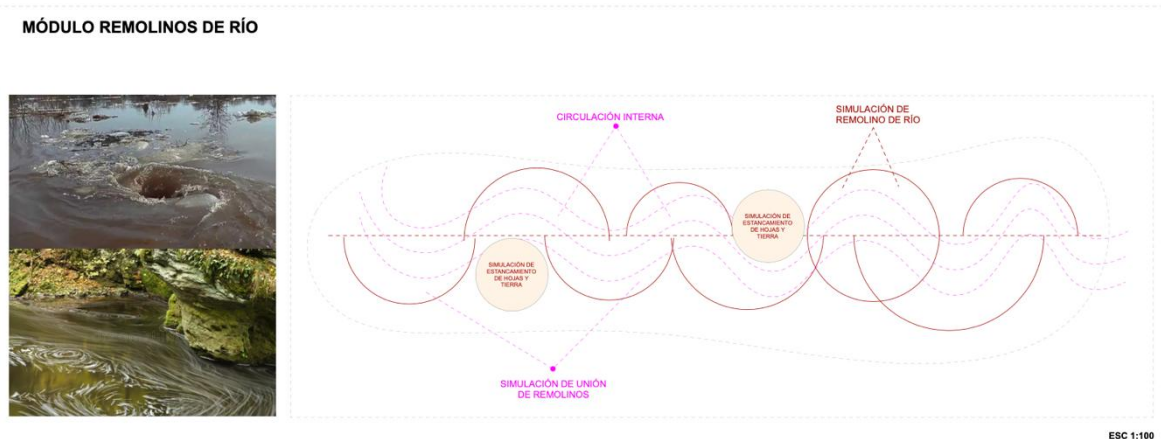 MÓDULO REMOLINOS DE RÍO
CIRCULACIÓN INTERNA
SIMULACIÓN DE
REMOLINO DE RÍO
SIMULACIÓN DE
ESTANCAMIENTO
DE HOJAS Y
TIERRA
SIMULACIÓN DE
ESTANCAMIENTO
DE HOJAS Y
TIERRA
SIMULACIÓN DE UNIÓN
DE REMOLINOS
ESC 1:100